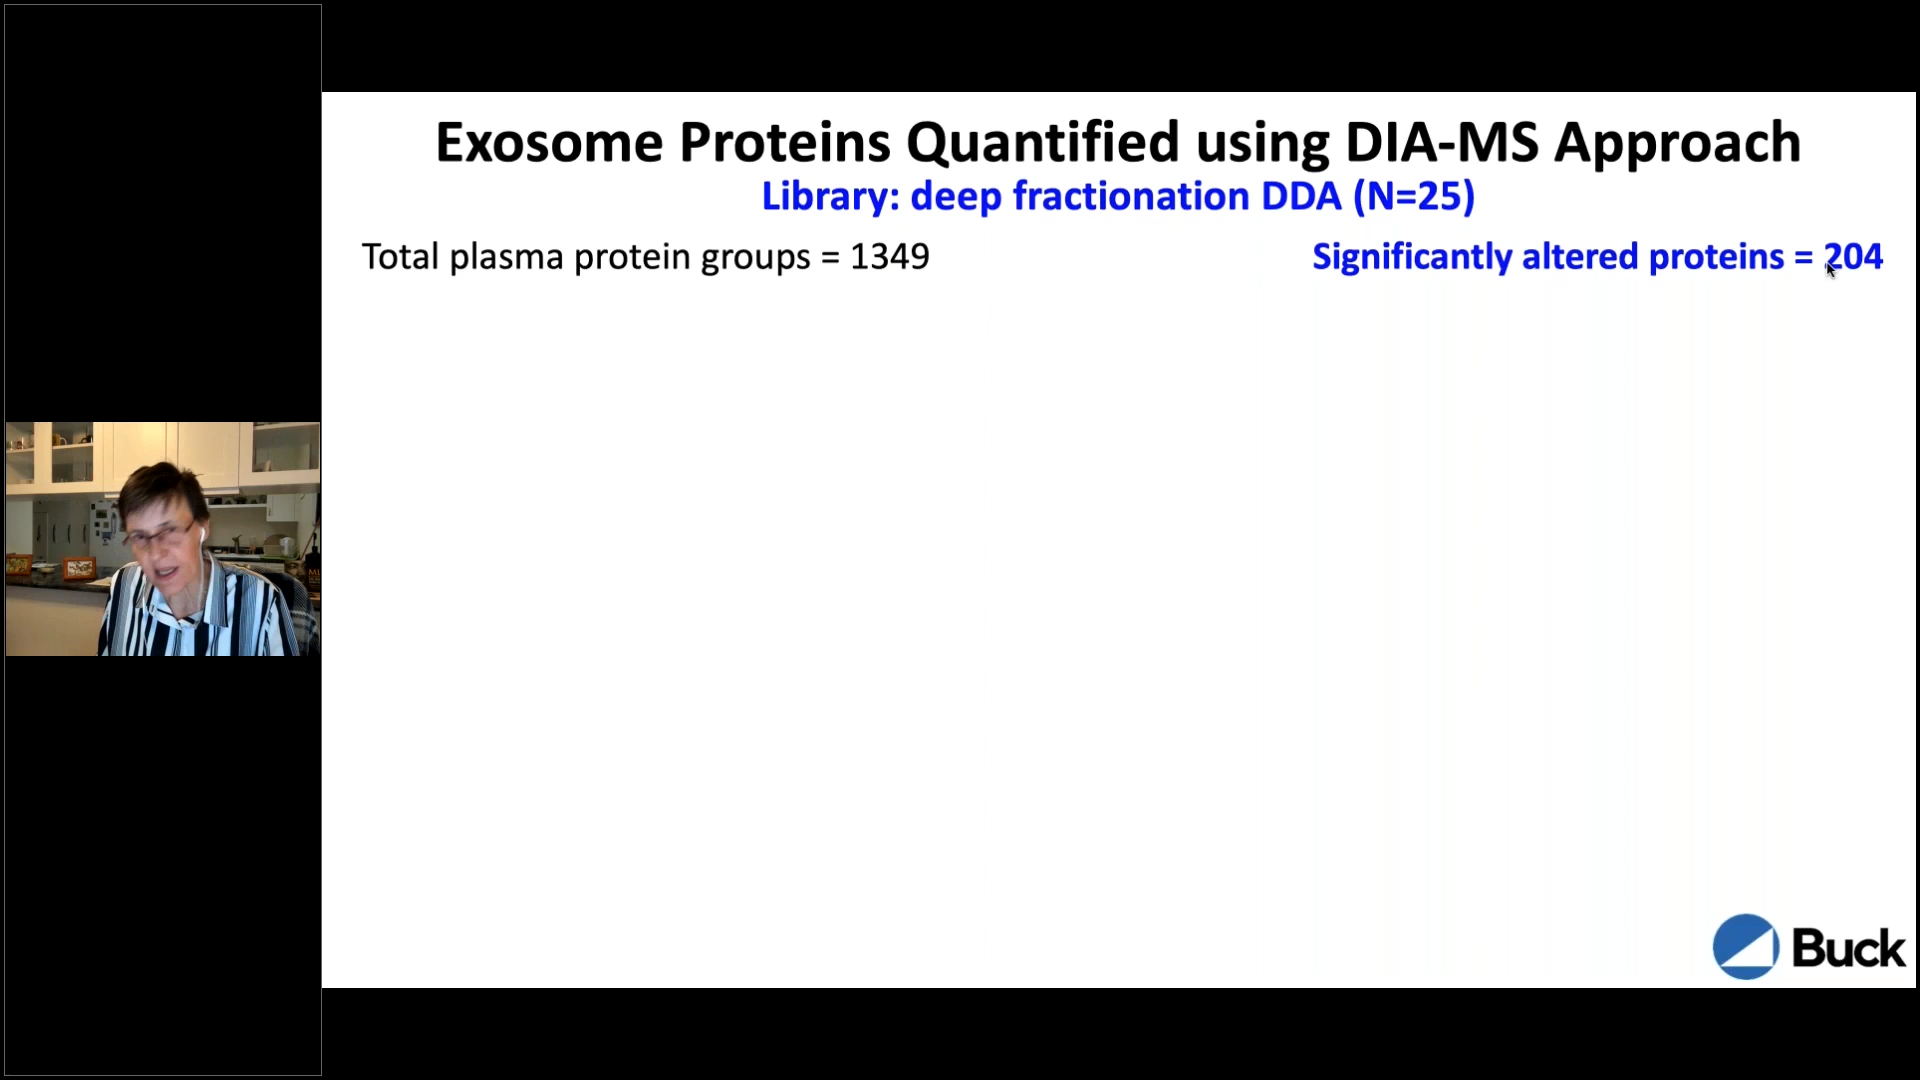 Exosome Proteins Quantified using DIA-MS Approach
Library: deep fractionation DDA (N=25)
Total plasma protein groups = 1349
Significantly altered proteins = 204
Buck